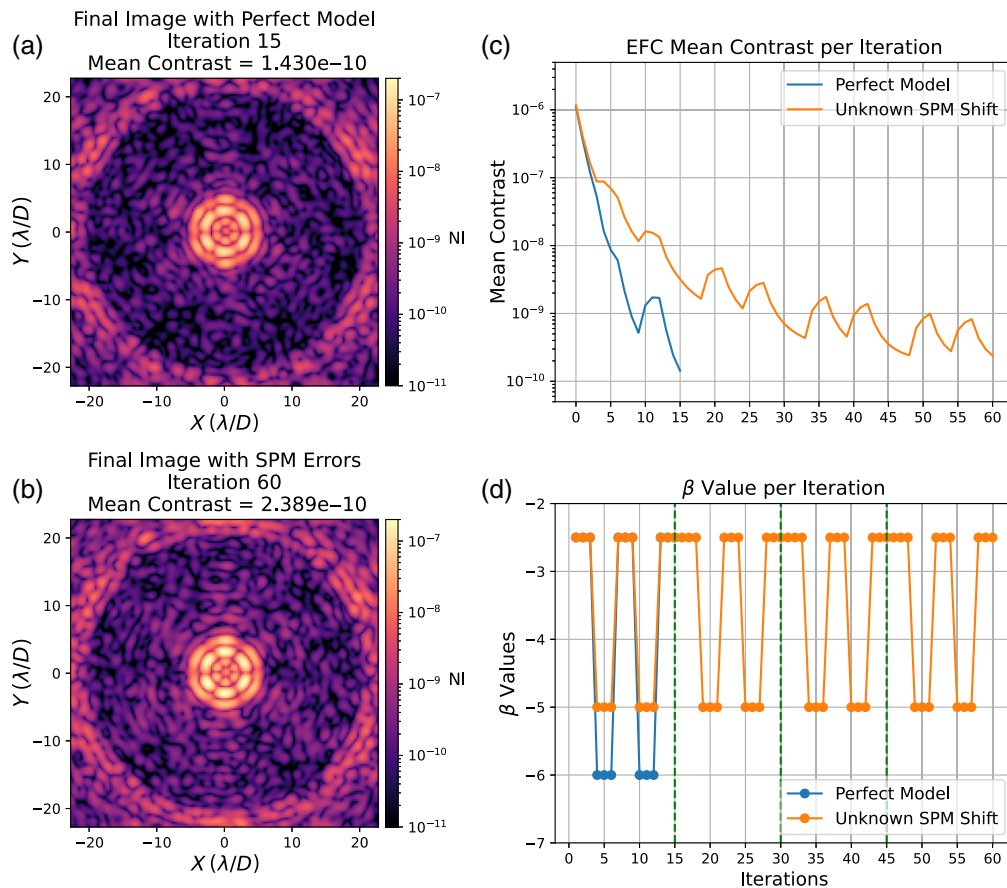 (a)
Final Image with Perfect Model
Iteration 15
Mean Contrast = 1.430e−10
20
10
0
−10
−20
Y (λ/D)
−20 −10 0 10 20
X (λ/D)
10⁻⁷
10⁻⁸
10⁻⁹
10⁻¹⁰
10⁻¹¹
NI
(c)
EFC Mean Contrast per Iteration
Perfect Model
Unknown SPM Shift
10⁻⁶
10⁻⁷
10⁻⁸
10⁻⁹
10⁻¹⁰
Mean Contrast
0 5 10 15 20 25 30 35 40 45 50 55 60
(b)
Final Image with SPM Errors
Iteration 60
Mean Contrast = 2.389e−10
20
10
0
−10
−20
Y (λ/D)
−20 −10 0 10 20
X (λ/D)
10⁻⁷
10⁻⁸
10⁻⁹
10⁻¹⁰
10⁻¹¹
NI
(d)
β Value per Iteration
−2
−3
−4
−5
−6
−7
β Values
Perfect Model
Unknown SPM Shift
0 5 10 15 20 25 30 35 40 45 50 55 60
Iterations